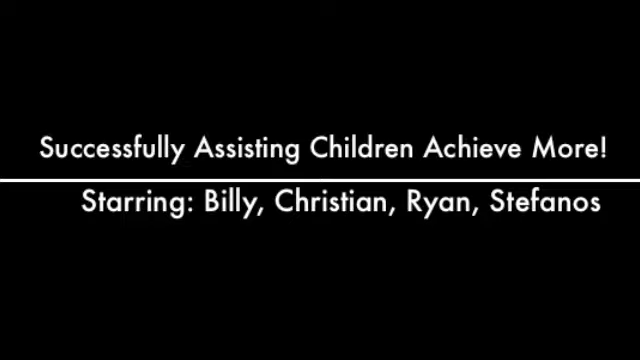 Successfully Assisting Children Achieve More!
Starring: Billy, Christian, Ryan, Stefanos